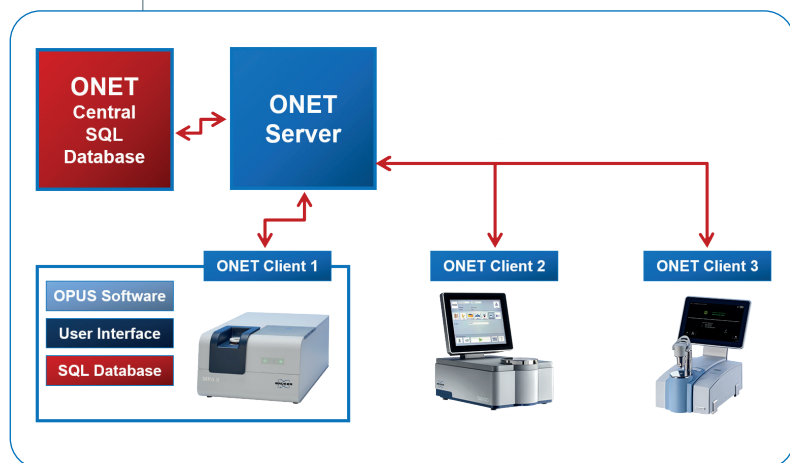 ONET
Central
SQL
Database
ONET
Server
ONET Client 1
ONET Client 2
ONET Client 3
OPUS Software
User Interface
SQL Database
BRUKER